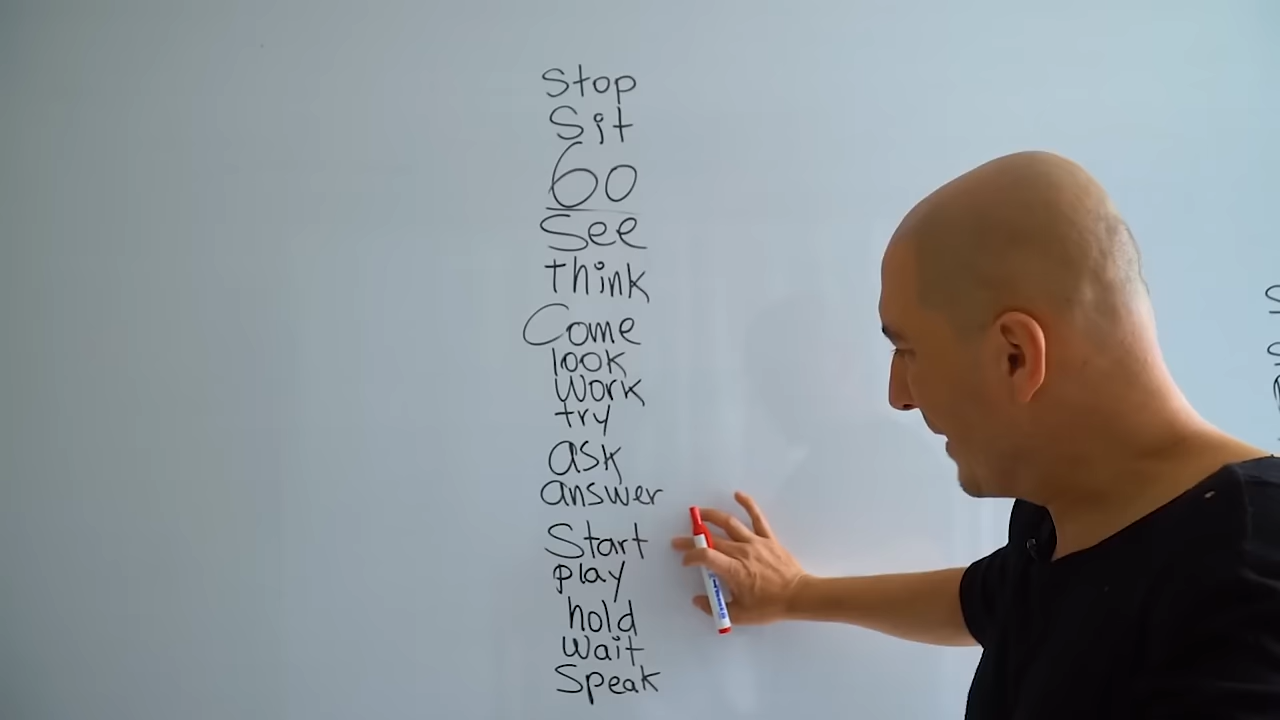 Stop
Sit
Go
See
think
Come
look
work
try
ask
answer
Start
play
hold
wait
Speak